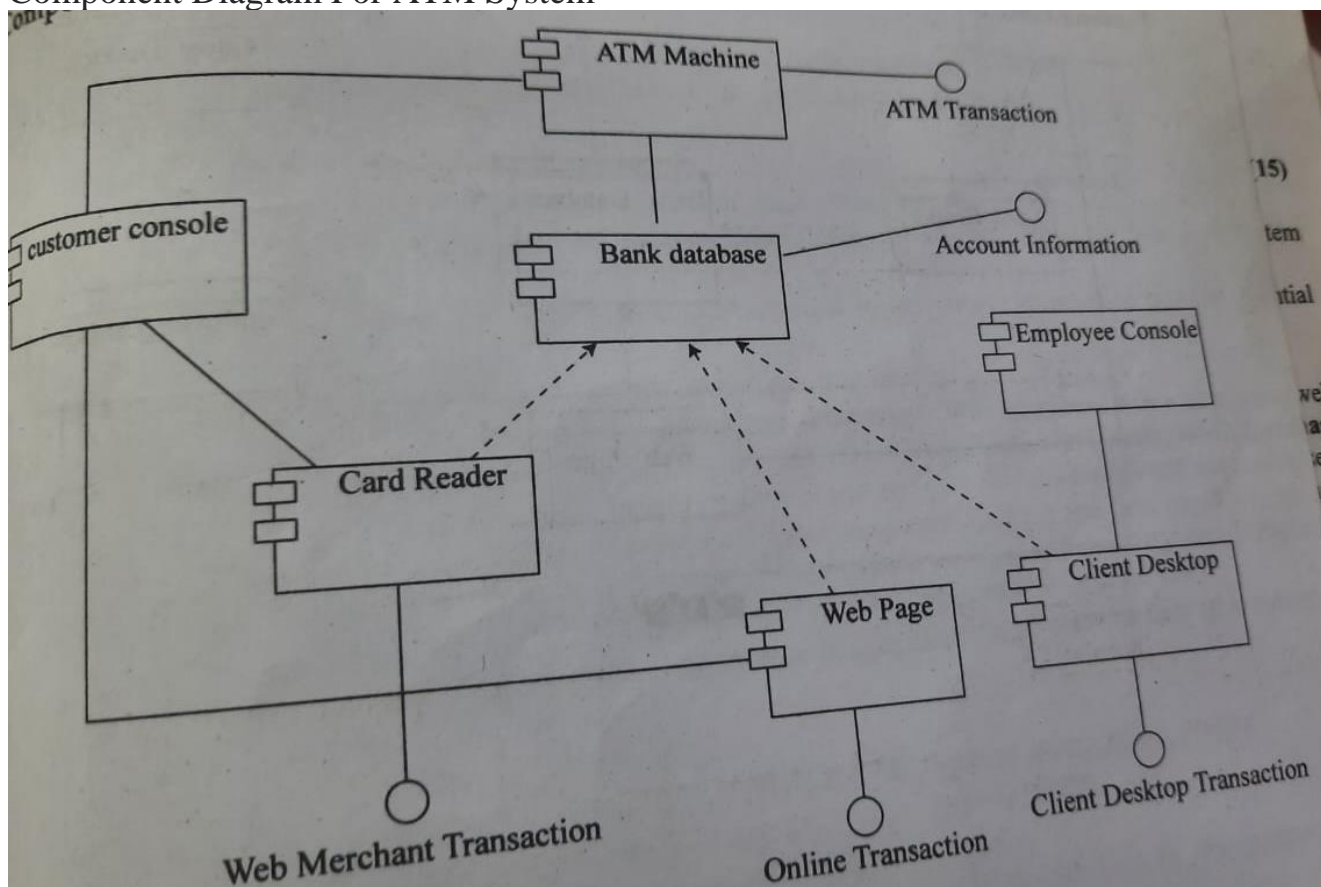 Component Diagram For ATM System
ATM Machine
ATM Transaction
(15)
customer console
Bank database
Account Information
tem
Employee Console
Card Reader
Client Desktop
Web Page
Web Merchant Transaction
Online Transaction
Client Desktop Transaction